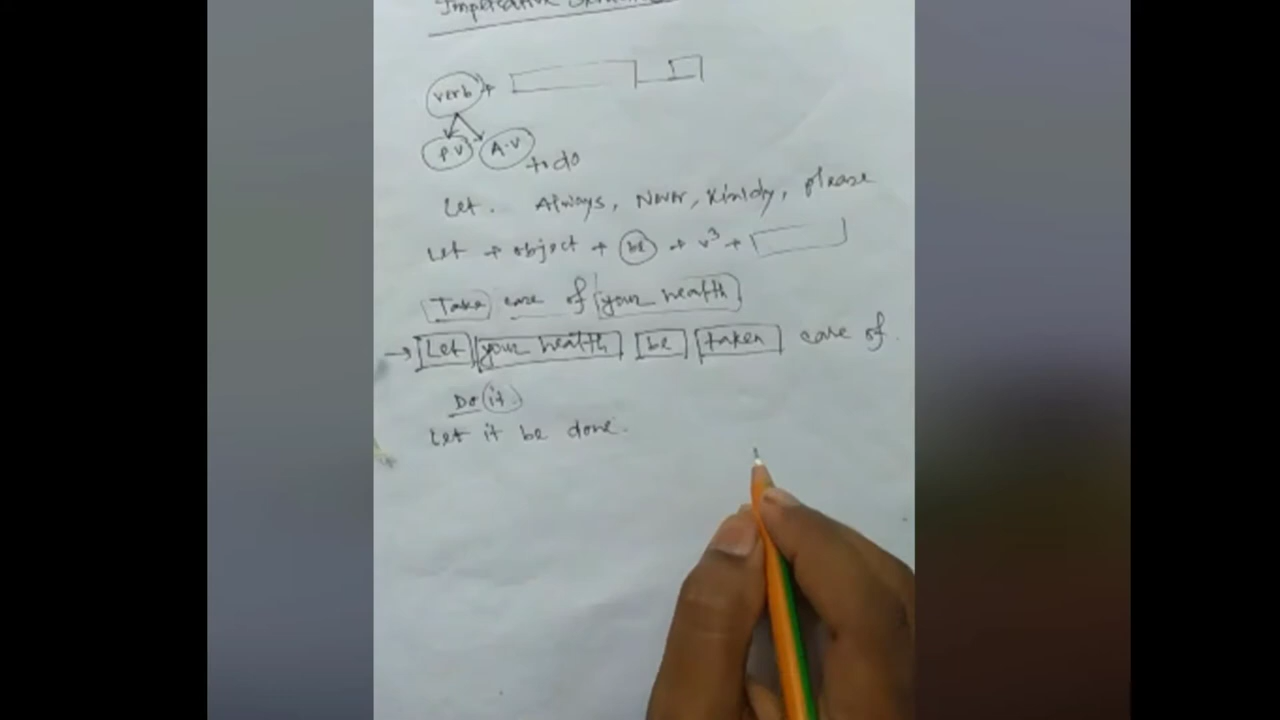 Imperative
verb +
P.V A.V to do
Let. Always, Never, Kindly, please
Let + object + be + v³ +
Take care of your health
→ Let your health be taken care of.
Do it.
Let it be done.